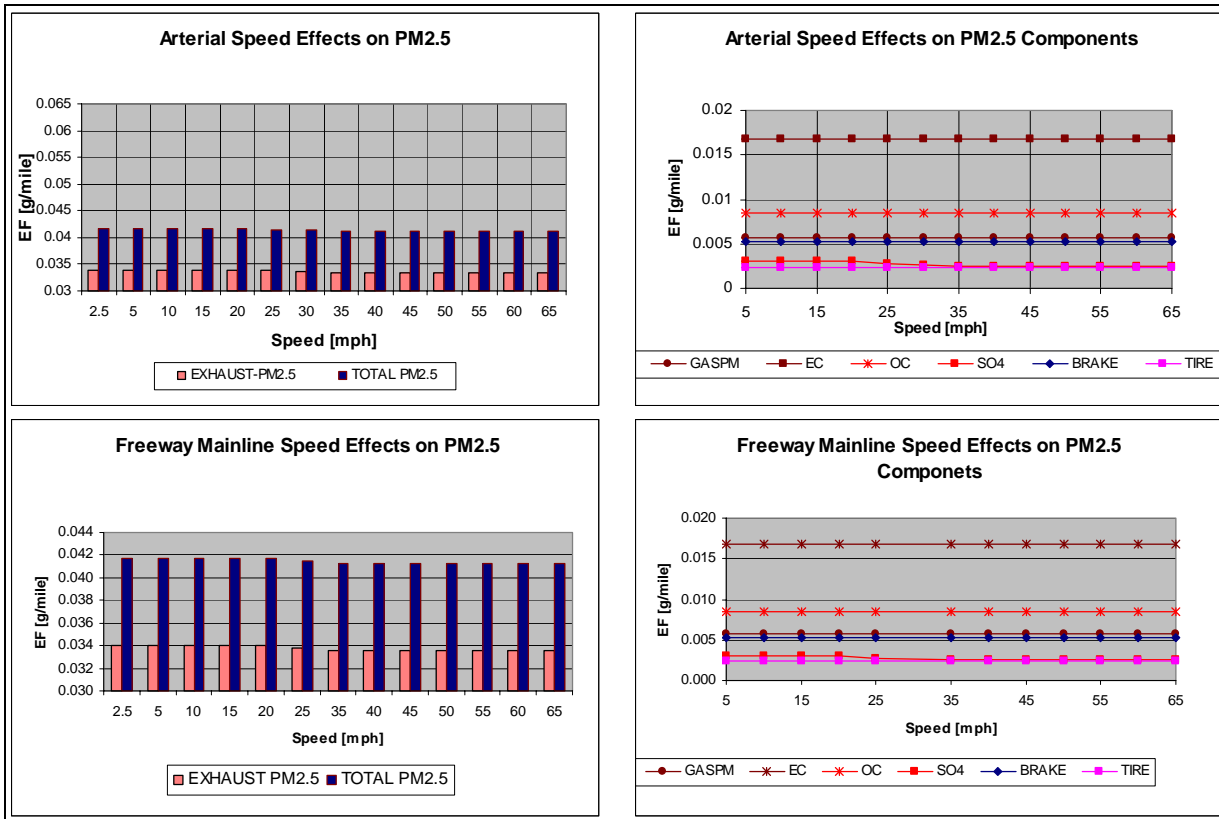 Arterial Speed Effects on PM2.5
EF [g/mile]
0.065
0.06
0.055
0.05
0.045
0.04
0.035
0.03
2.5 5 10 15 20 25 30 35 40 45 50 55 60 65
Speed [mph]
EXHAUST-PM2.5 TOTAL PM2.5
Arterial Speed Effects on PM2.5 Components
EF [g/mile]
0.02
0.015
0.01
0.005
0
5 15 25 35 45 55 65
Speed [mph]
GASPM EC OC SO4 BRAKE TIRE
Freeway Mainline Speed Effects on PM2.5
EF [g/mile]
0.044
0.042
0.040
0.038
0.036
0.034
0.032
0.030
2.5 5 10 15 20 25 35 40 45 50 55 60 65
Speed [mph]
EXHAUST PM2.5 TOTAL PM2.5
Freeway Mainline Speed Effects on PM2.5
Componets
EF [g/mile]
0.020
0.015
0.010
0.005
0.000
5 15 25 35 45 55 65
Speed [mph]
GASPM EC OC SO4 BRAKE TIRE